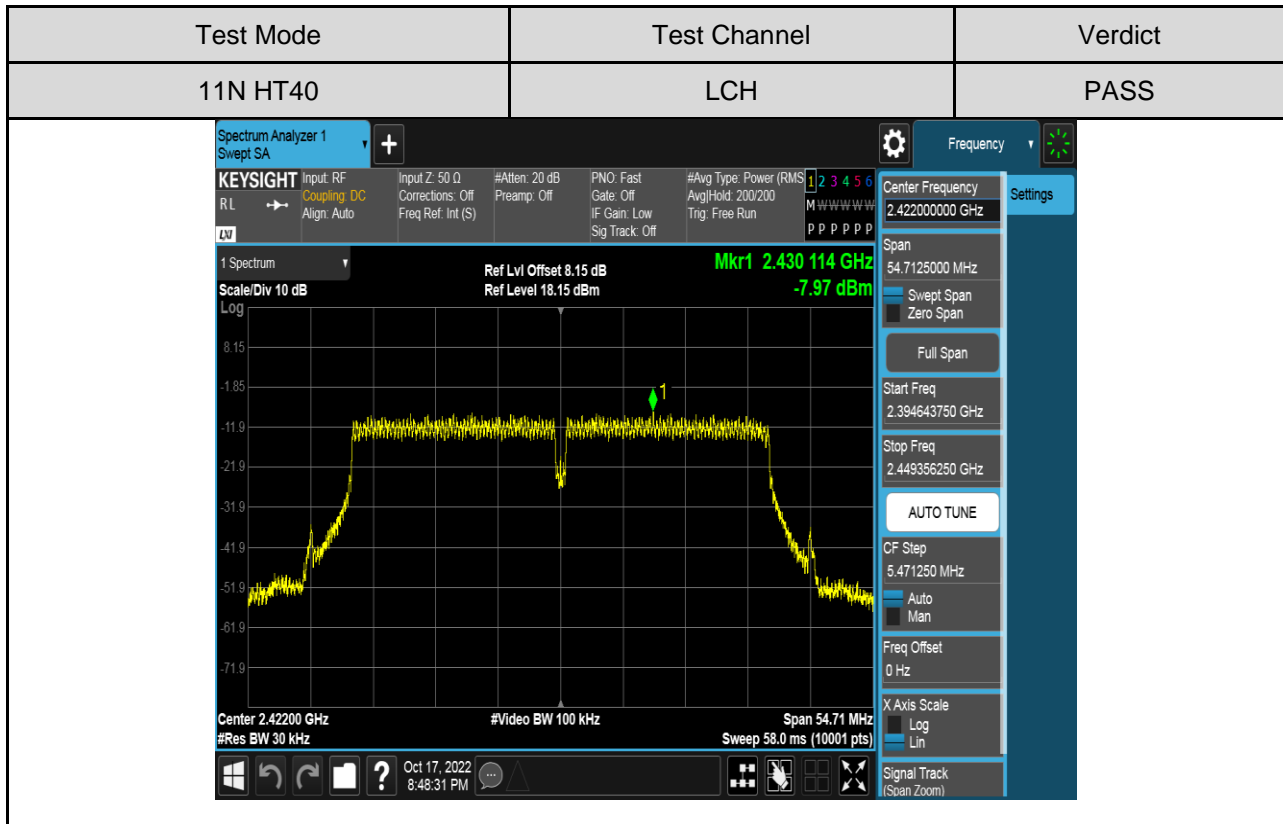 Test Mode Test Channel Verdict
11N HT40 LCH PASS
Spectrum Analyzer 1
Swept SA
+
Frequency
KEYSIGHT
RL
LXI
Input: RF
Coupling: DC
Align: Auto
Input Z: 50 Ω
Corrections: Off
Freq Ref: Int (S)
#Atten: 20 dB
Preamp: Off
PNO: Fast
Gate: Off
IF Gain: Low
Sig Track: Off
#Avg Type: Power (RMS
Avg|Hold: 200/200
Trig: Free Run
1 2 3 4 5 6
M W W W W W
P P P P P P
1 Spectrum
Scale/Div 10 dB
Log
Ref Lvl Offset 8.15 dB
Ref Level 18.15 dBm
Mkr1 2.430 114 GHz
-7.97 dBm
8.15
-1.85
1
-11.9
-21.9
-31.9
-41.9
-51.9
-61.9
-71.9
Center 2.42200 GHz
#Res BW 30 kHz
#Video BW 100 kHz
Span 54.71 MHz
Sweep 58.0 ms (10001 pts)
Center Frequency
2.422000000 GHz
Settings
Span
54.7125000 MHz
Swept Span
Zero Span
Full Span
Start Freq
2.394643750 GHz
Stop Freq
2.449356250 GHz
AUTO TUNE
CF Step
5.471250 MHz
Auto
Man
Freq Offset
0 Hz
X Axis Scale
Log
Lin
Signal Track
(Span Zoom)
?
Oct 17, 2022
8:48:31 PM